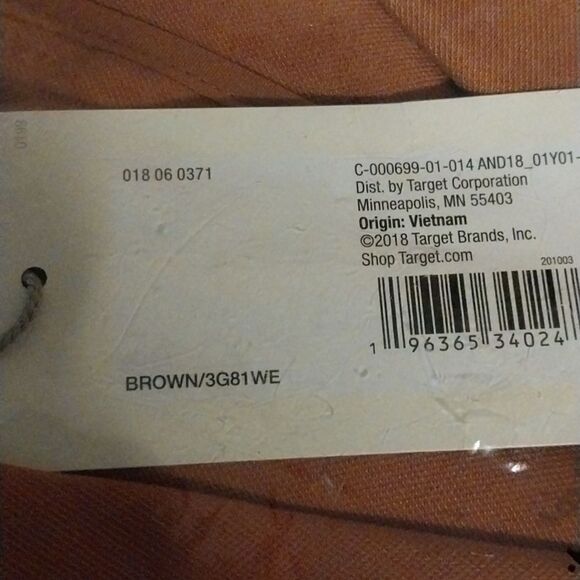 0198
018 06 0371
C-000699-01-014 AND18_01Y01-
Dist. by Target Corporation
Minneapolis, MN 55403
Origin: Vietnam
©2018 Target Brands, Inc.
Shop Target.com
201003
1 96365 34024
BROWN/3G81WE